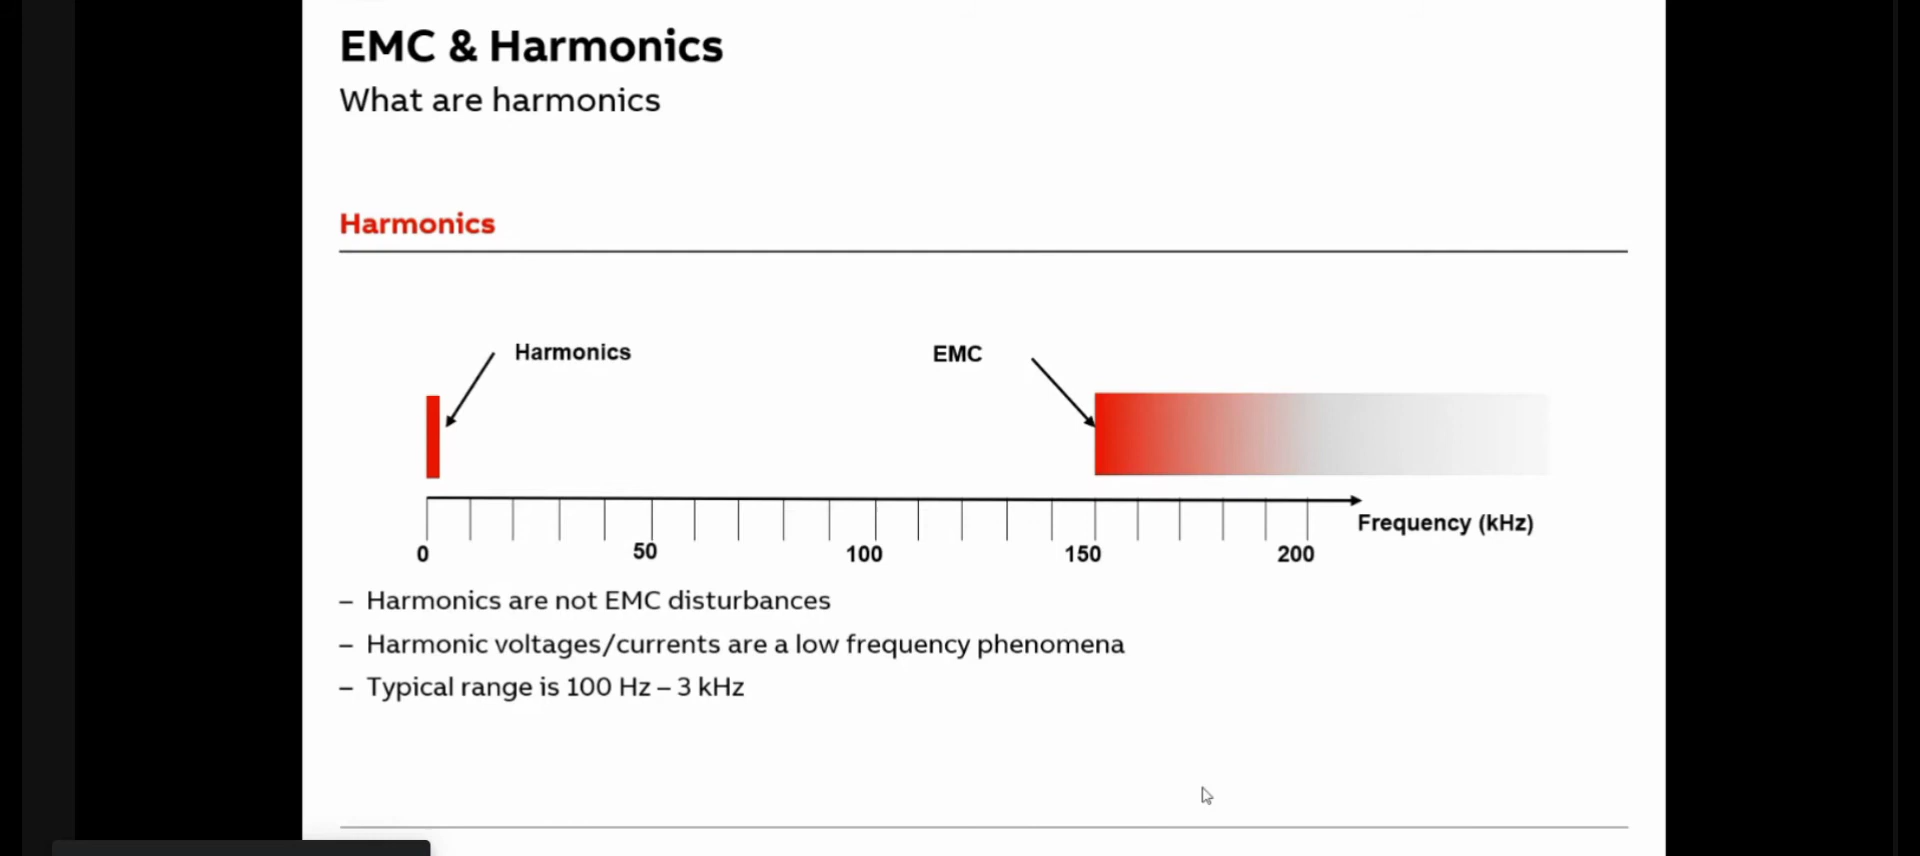 EMC & Harmonics
What are harmonics
Harmonics
Harmonics
EMC
Frequency (kHz)
0
50
100
150
200
– Harmonics are not EMC disturbances
– Harmonic voltages/currents are a low frequency phenomena
– Typical range is 100 Hz – 3 kHz